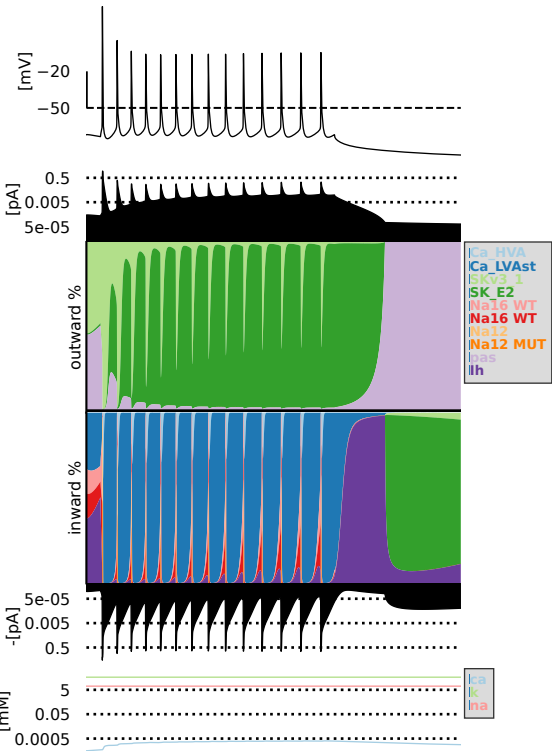 [mV]
−20
−50
[pA]
0.5
0.005
5e-05
outward %
Ca_HVA
Ca_LVAst
SKv3_1
SK_E2
Na16 WT
Na16 WT
Na12
Na12 MUT
pas
Ih
inward %
-[pA]
5e-05
0.005
0.5
[mM]
5
0.05
0.0005
ca
k
na